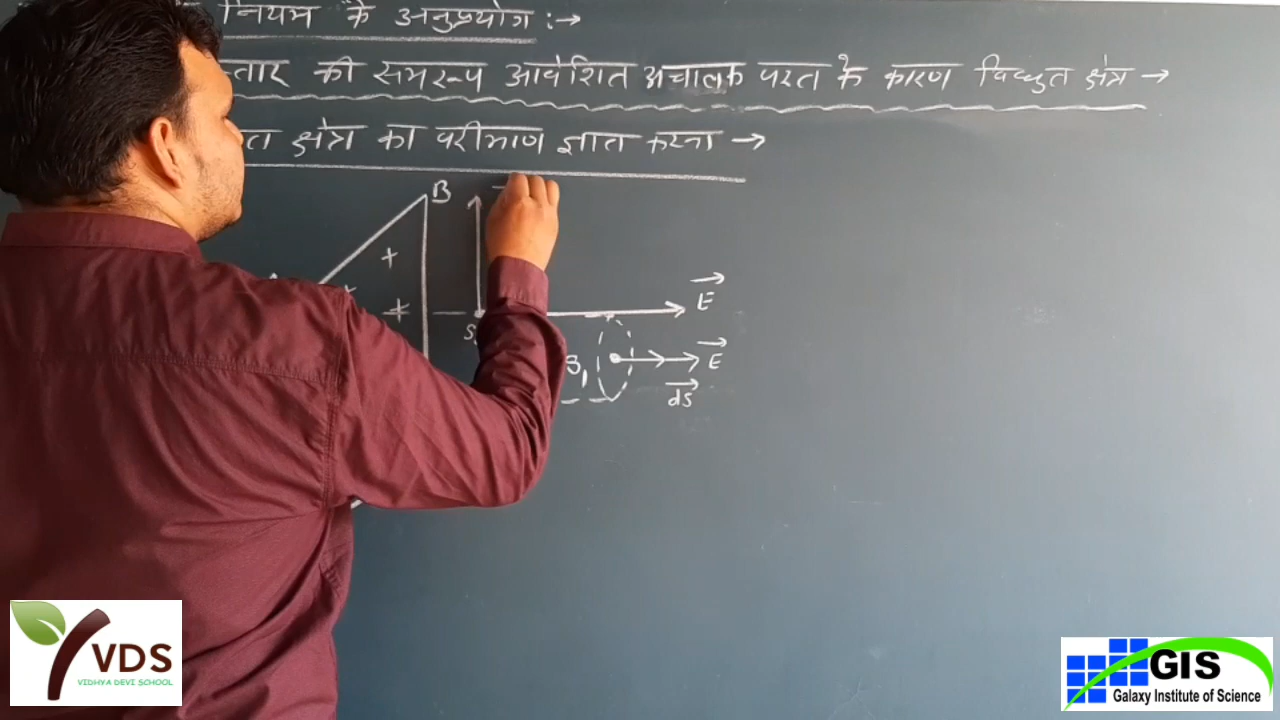 नियम के अनुप्रयोग :→
स्तार की समरूप आवेशित अचालक परत के कारण विध्युत क्षेत्र →
त क्षेत्र का परीमाण ज्ञात करना →
B
+
+
E
S₁
E
ds
VDS
VIDHYA DEVI SCHOOL
GIS
Galaxy Institute of Science